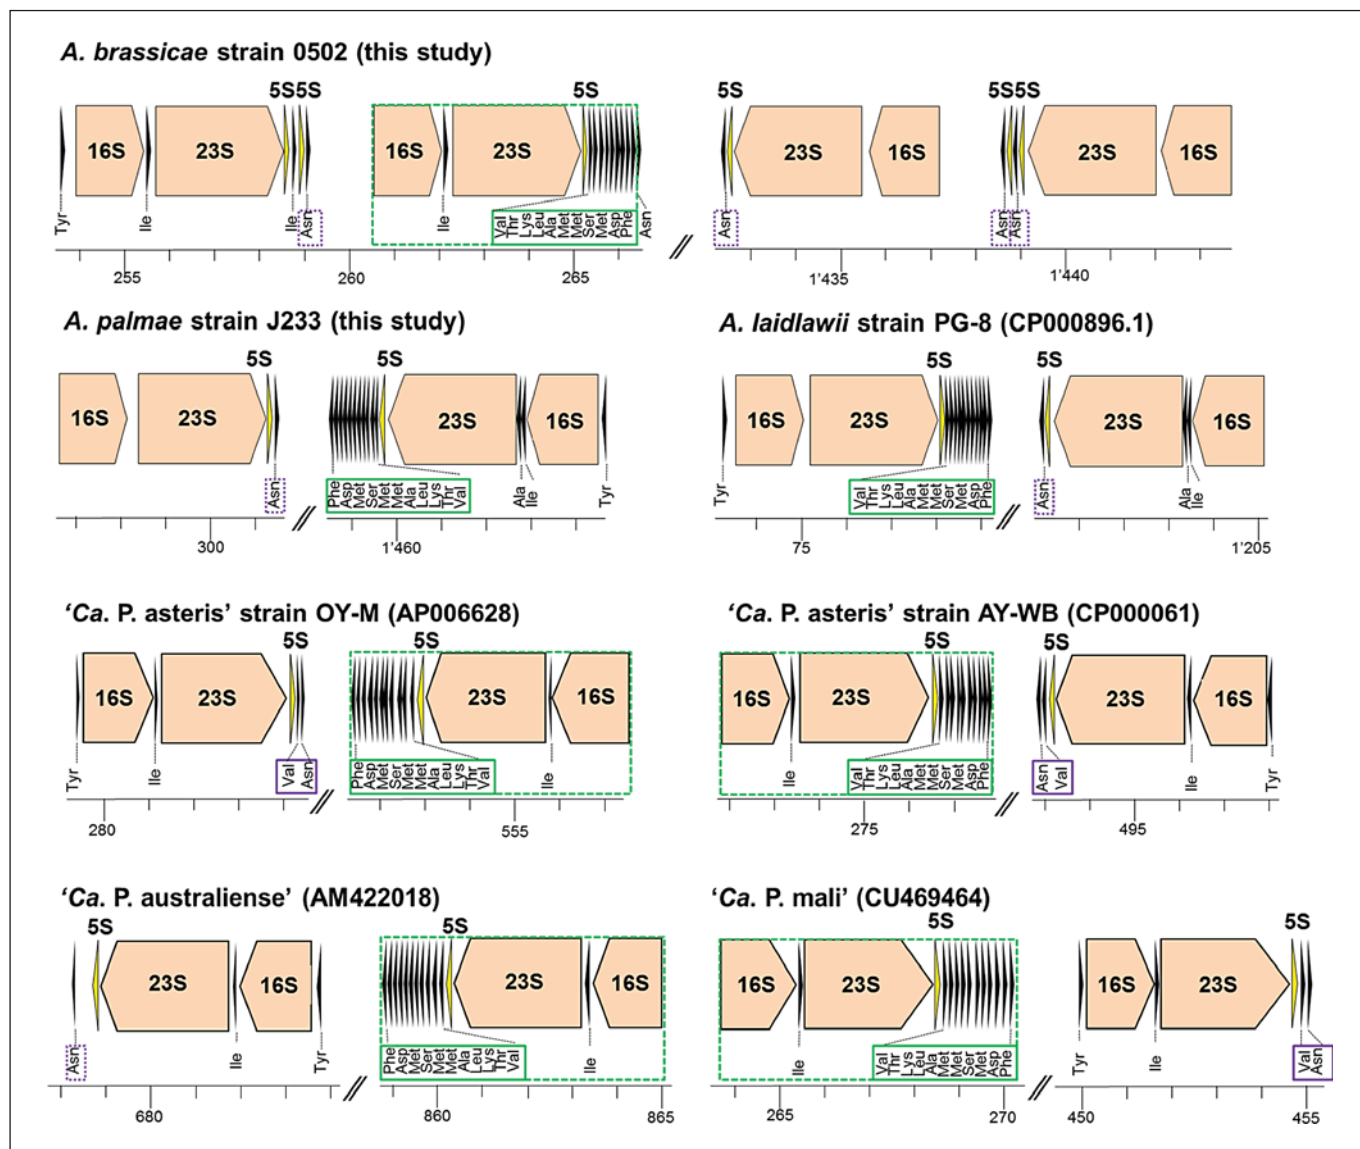 A. brassicae strain 0502 (this study)
5S 5S 5S 5S 5S 5S
16S 23S 16S 23S 23S 16S 23S 16S
Tyr Ile Ile Asn Ile Val Thr Lys Leu Ala Met Met Ser Met Asp Phe Asn Asn Asn Asn
255 260 265 1'435 1'440
A. palmae strain J233 (this study)
5S 5S
16S 23S 23S 16S
Asn Phe Asp Met Ser Met Met Ala Leu Lys Thr Val Ala Ile Tyr
300 1'460
A. laidlawii strain PG-8 (CP000896.1)
5S 5S
16S 23S 23S 16S
Tyr Val Thr Lys Leu Ala Met Met Ser Met Asp Phe Asn Ala Ile
75 1'205
'Ca. P. asteris' strain OY-M (AP006628)
5S 5S
16S 23S 23S 16S
Tyr Ile Val Asn Phe Asp Met Ser Met Met Ala Leu Lys Thr Val Ile
280 555
'Ca. P. asteris' strain AY-WB (CP000061)
5S 5S
16S 23S 23S 16S
Ile Val Thr Lys Leu Ala Met Met Ser Met Asp Phe Asn Val Ile Tyr
275 495
'Ca. P. australiense' (AM422018)
5S 5S
23S 16S 23S 16S
Asn Ile Tyr Phe Asp Met Ser Met Met Ala Leu Lys Thr Val Ile
680 860 865
'Ca. P. mali' (CU469464)
5S 5S
16S 23S 16S 23S
Ile Val Thr Lys Leu Ala Met Met Ser Met Asp Phe Tyr Ile Val Asn
265 270 450 455